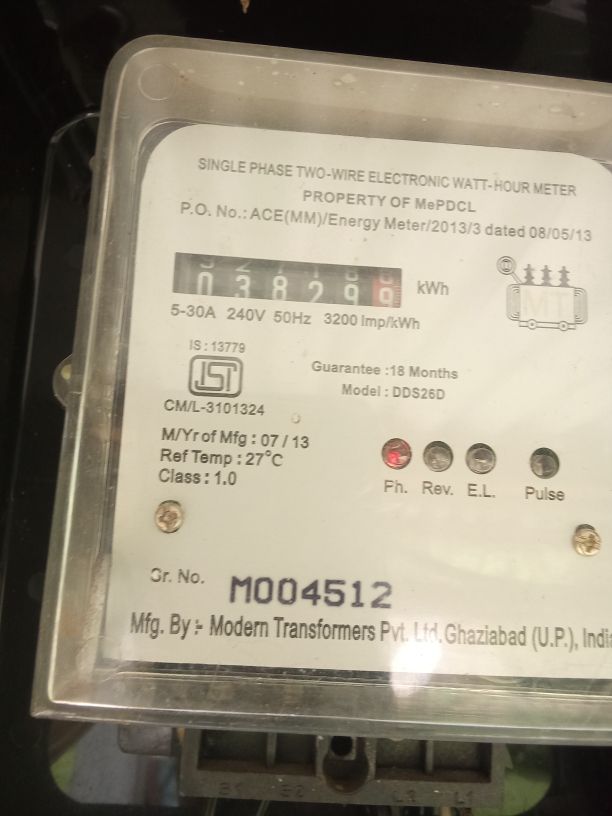 SINGLE PHASE TWO-WIRE ELECTRONIC WATT-HOUR METER
PROPERTY OF MePDCL
P.O. No.: ACE(MM)/Energy Meter/2013/3 dated 08/05/13
038299 kWh
5-30A 240V 50Hz 3200 Imp/kWh
MT
IS : 13779
CM/L-3101324
Guarantee :18 Months
Model : DDS26D
M/Yr of Mfg : 07 / 13
Ref Temp : 27°C
Class : 1.0
Ph. Rev. E.L. Pulse
Sr. No. M004512
Mfg. By :- Modern Transformers Pvt. Ltd. Ghaziabad (U.P.), India